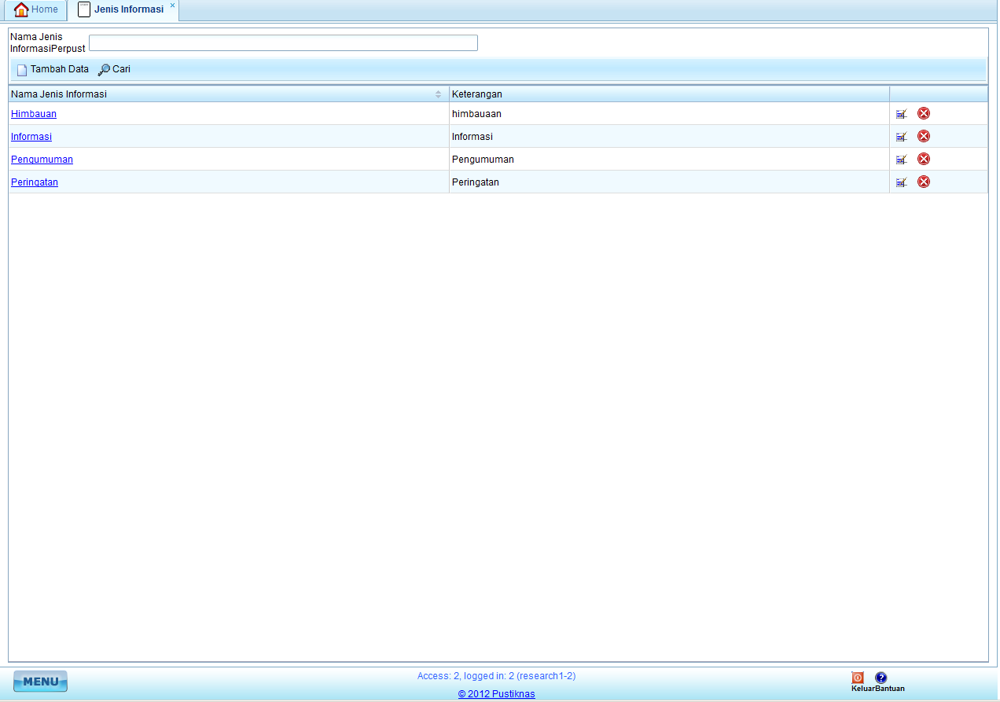 Home
Jenis Informasi
Nama Jenis
InformasiPerpust
Tambah Data
Cari
Nama Jenis Informasi Keterangan
Himbauan himbauaan
Informasi Informasi
Pengumuman Pengumuman
Peringatan Peringatan
MENU
Access: 2, logged in: 2 (research1-2)
© 2012 Pustiknas
KeluarBantuan